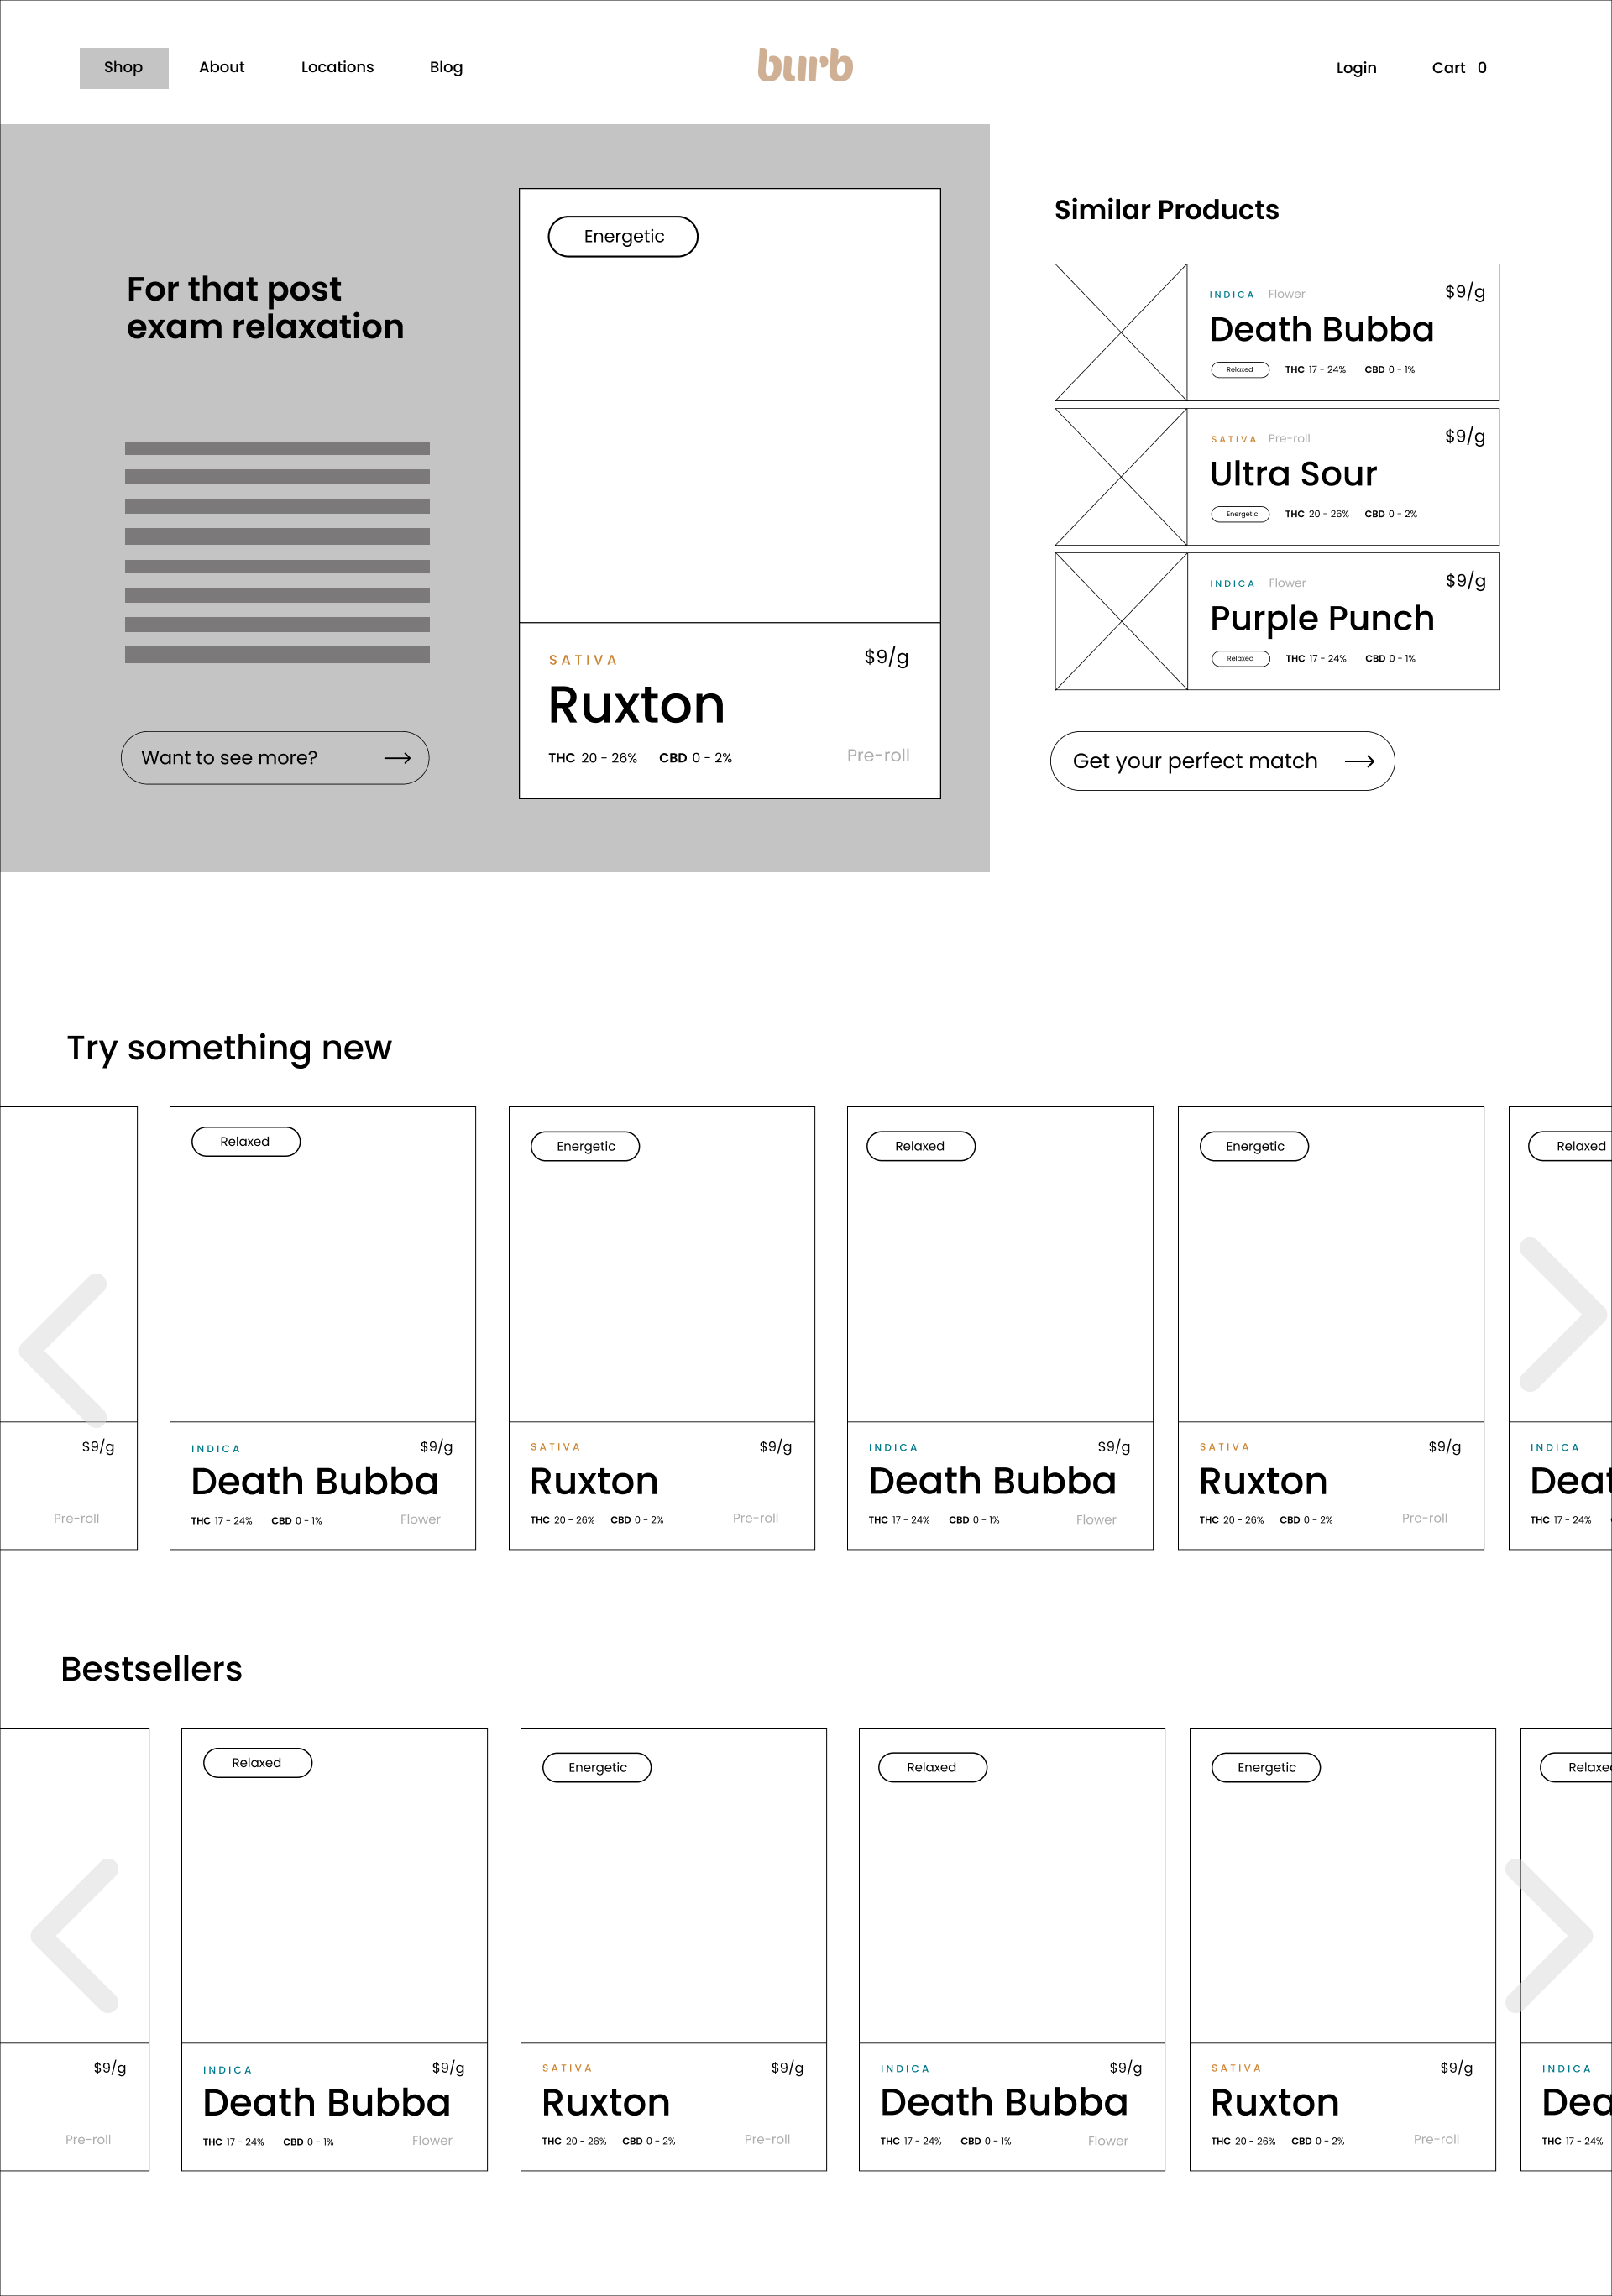 Shop
About
Locations
Blog
burb
Login
Cart 0
For that post
exam relaxation
Want to see more?
Energetic
SATIVA
$9/g
Ruxton
THC 20 - 26% CBD 0 - 2%
Pre-roll
Similar Products
INDICA Flower
$9/g
Death Bubba
Relaxed THC 17 - 24% CBD 0 - 1%
SATIVA Pre-roll
$9/g
Ultra Sour
Energetic THC 20 - 26% CBD 0 - 2%
INDICA Flower
$9/g
Purple Punch
Relaxed THC 17 - 24% CBD 0 - 1%
Get your perfect match
Try something new
$9/g
Pre-roll
Relaxed
INDICA
$9/g
Death Bubba
THC 17 - 24% CBD 0 - 1%
Flower
Energetic
SATIVA
$9/g
Ruxton
THC 20 - 26% CBD 0 - 2%
Pre-roll
Relaxed
INDICA
$9/g
Death Bubba
THC 17 - 24% CBD 0 - 1%
Flower
Energetic
SATIVA
$9/g
Ruxton
THC 20 - 26% CBD 0 - 2%
Pre-roll
Relaxed
INDICA
Deat
THC 17 - 24%
Bestsellers
$9/g
Pre-roll
Relaxed
INDICA
$9/g
Death Bubba
THC 17 - 24% CBD 0 - 1%
Flower
Energetic
SATIVA
$9/g
Ruxton
THC 20 - 26% CBD 0 - 2%
Pre-roll
Relaxed
INDICA
$9/g
Death Bubba
THC 17 - 24% CBD 0 - 1%
Flower
Energetic
SATIVA
$9/g
Ruxton
THC 20 - 26% CBD 0 - 2%
Pre-roll
Relaxe
INDICA
Dea
THC 17 - 24%